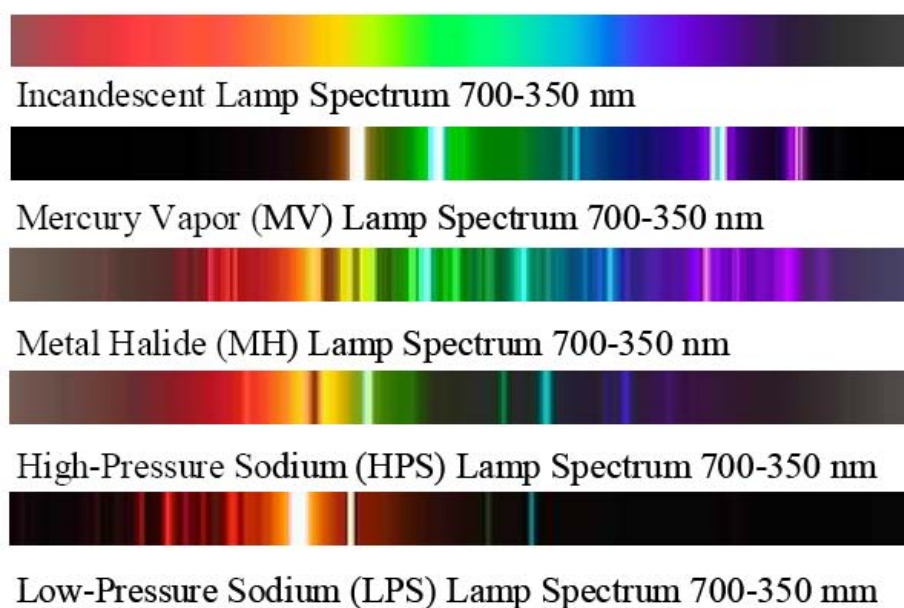 Incandescent Lamp Spectrum 700-350 nm
Mercury Vapor (MV) Lamp Spectrum 700-350 nm
Metal Halide (MH) Lamp Spectrum 700-350 nm
High-Pressure Sodium (HPS) Lamp Spectrum 700-350 nm
Low-Pressure Sodium (LPS) Lamp Spectrum 700-350 mm